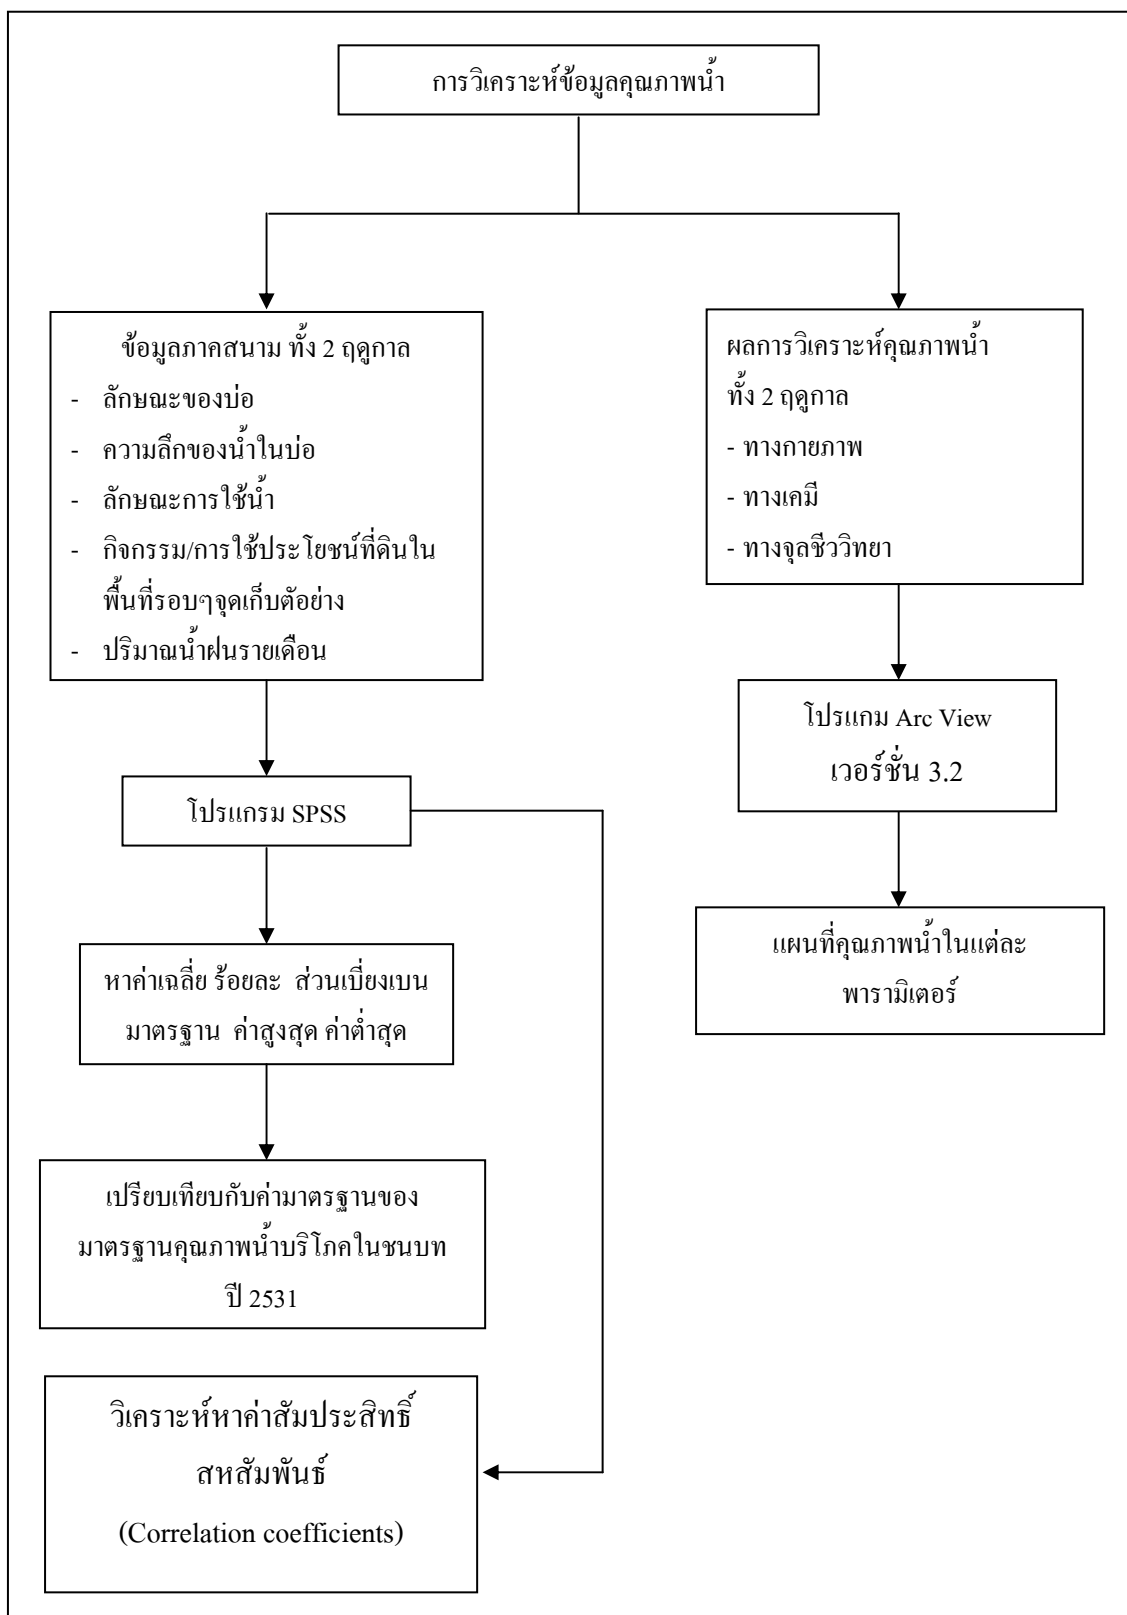 การวิเคราะห์ข้อมูลคุณภาพน้ำ
ข้อมูลภาคสนาม ทั้ง 2 ฤดูกาล
- ลักษณะของบ่อ
- ความลึกของน้ำในบ่อ
- ลักษณะการใช้น้ำ
- กิจกรรม/การใช้ประโยชน์ที่ดินใน
พื้นที่รอบๆจุดเก็บตัอย่าง
- ปริมาณน้ำฝนรายเดือน
ผลการวิเคราะห์คุณภาพน้ำ
ทั้ง 2 ฤดูกาล
- ทางกายภาพ
- ทางเคมี
- ทางจุลชีววิทยา
โปรแกม Arc View
เวอร์ชั่น 3.2
โปรแกรม SPSS
แผนที่คุณภาพน้ำในแต่ละ
พารามิเตอร์
หาค่าเฉลี่ย ร้อยละ ส่วนเบี่ยงเบน
มาตรฐาน ค่าสูงสุด ค่าต่ำสุด
เปรียบเทียบกับค่ามาตรฐานของ
มาตรฐานคุณภาพน้ำบริโภคในชนบท
ปี 2531
วิเคราะห์หาค่าสัมประสิทธิ์
สหสัมพันธ์
(Correlation coefficients)